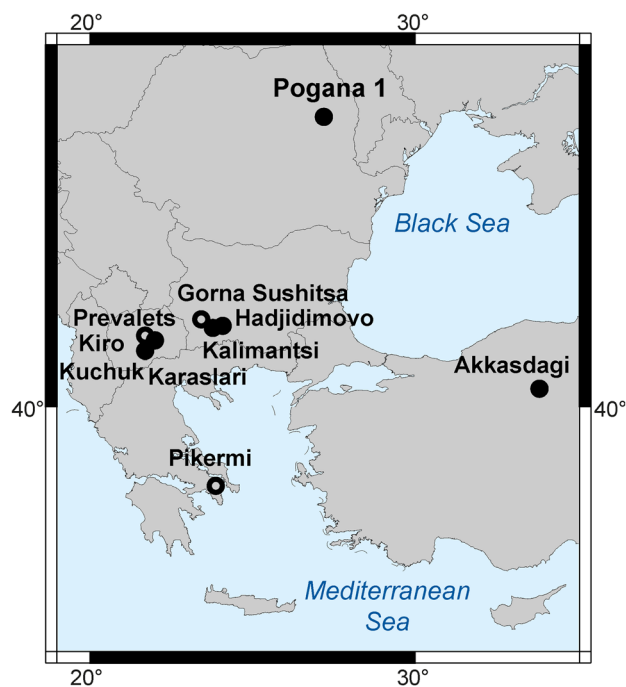 20° 30°
Pogana 1
Black Sea
Gorna Sushitsa
Prevalets Hadjidimovo
Kiro Kalimantsi
Akkasdagi
Kuchuk Karaslari
40° 40°
Pikermi
Mediterranean
Sea
20° 30°